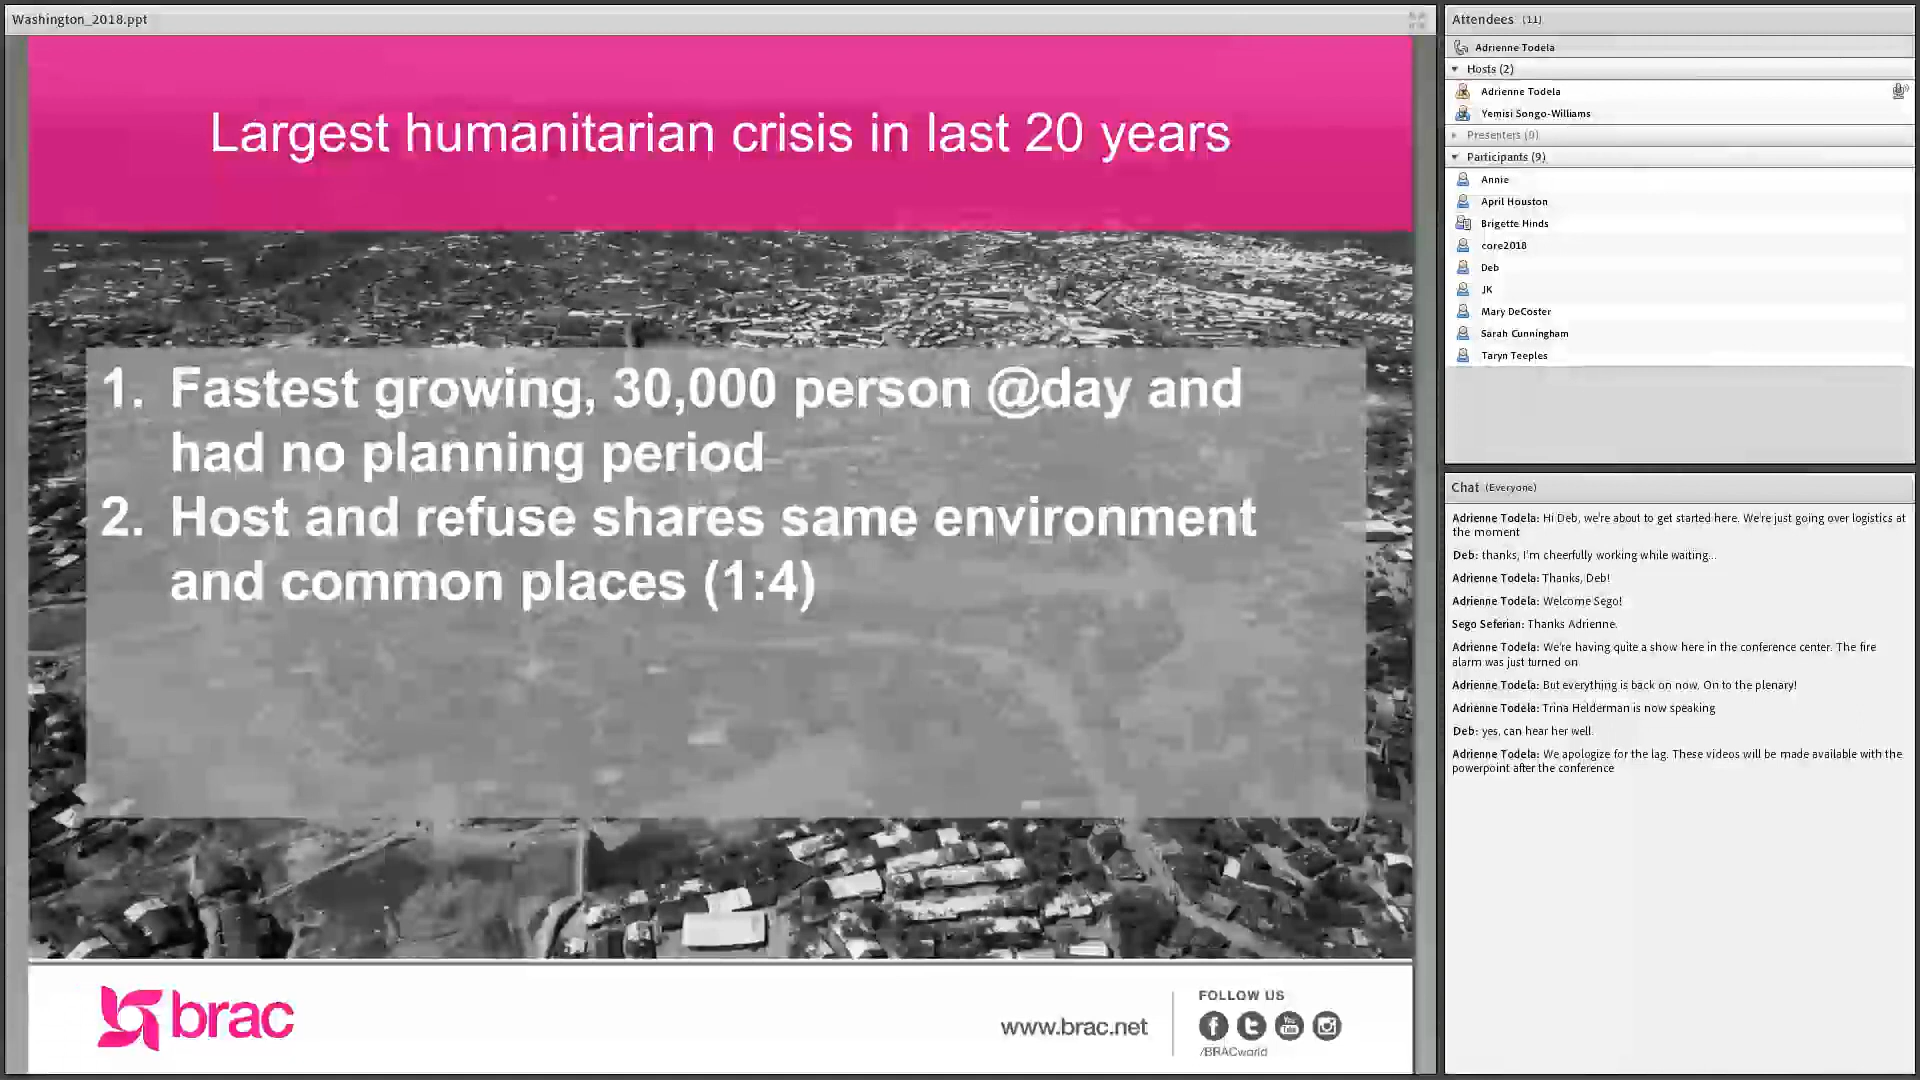 Washington_2018.ppt
Largest humanitarian crisis in last 20 years
1. Fastest growing, 30,000 person @day and
had no planning period
2. Host and refuse shares same environment
and common places (1:4)
brac
www.brac.net
FOLLOW US
/BRACworld
Attendees (11)
Adrienne Todela
Hosts (2)
Adrienne Todela
Yemisi Songo-Williams
Presenters (0)
Participants (9)
Annie
April Houston
Brigette Hinds
core2018
Deb
JK
Mary DeCoster
Sarah Cunningham
Taryn Teeples
Chat (Everyone)
Adrienne Todela: Hi Deb, we're about to get started here. We're just going over logistics at
the moment
Deb: thanks, I'm cheerfully working while waiting...
Adrienne Todela: Thanks, Deb!
Adrienne Todela: Welcome Sego!
Sego Seferian: Thanks Adrienne.
Adrienne Todela: We're having quite a show here in the conference center. The fire
alarm was just turned on
Adrienne Todela: But everything is back on now. On to the plenary!
Adrienne Todela: Trina Helderman is now speaking
Deb: yes, can hear her well.
Adrienne Todela: We apologize for the lag. These videos will be made available with the
powerpoint after the conference